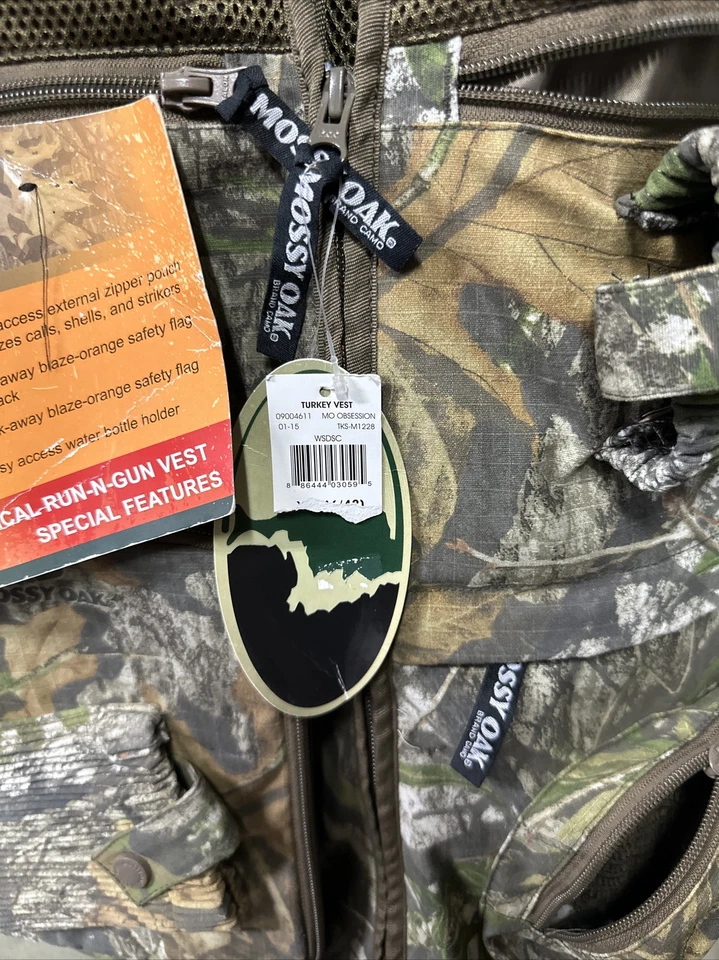 MOSSY OAK®
BRAND CAMO
MOSSY OAK®
BRAND CAMO
access external zipper pouch
zes calls, shells, and strikors
away blaze-orange safety flag
ack
k-away blaze-orange safety flag
sy access water bottle holder
CAL-RUN-N-GUN VEST
SPECIAL FEATURES
TURKEY VEST
09004611 MO OBSESSION
01-15 TKS-M1228
WSDSC
8 86444 03059 5
MOSSY OAK
MOSSY OAK®
BRAND CAMO